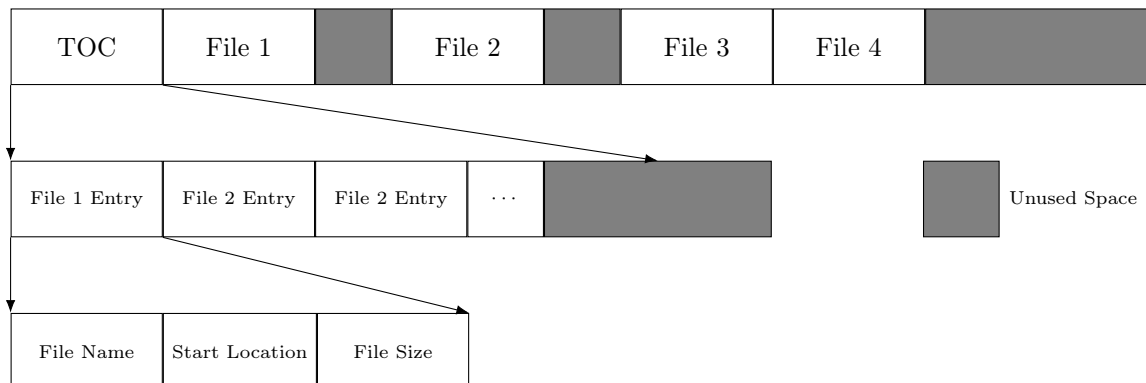 TOC File 1 File 2 File 3 File 4
File 1 Entry File 2 Entry File 2 Entry ... Unused Space
File Name Start Location File Size